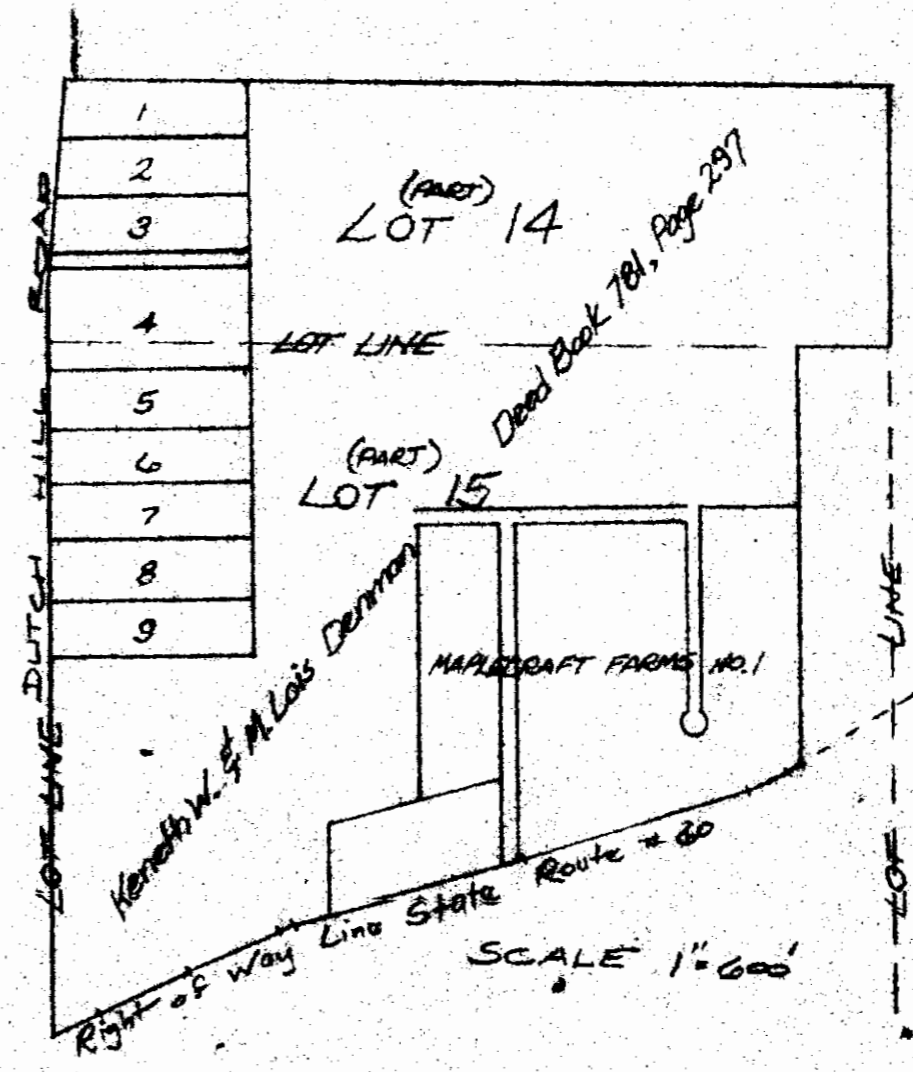 1
2
3
(PART)
LOT 14
Deed Book 781, Page 297
4
LOT LINE
5
6
(PART)
LOT 15
7
8
9
LOT LINE DUTCH HILL ROAD
Kenneth W. & M. Lois Denman
MAPLECRAFT FARMS NO. 1
LOT LINE
Right of Way Line State Route # 60
SCALE 1"=600'